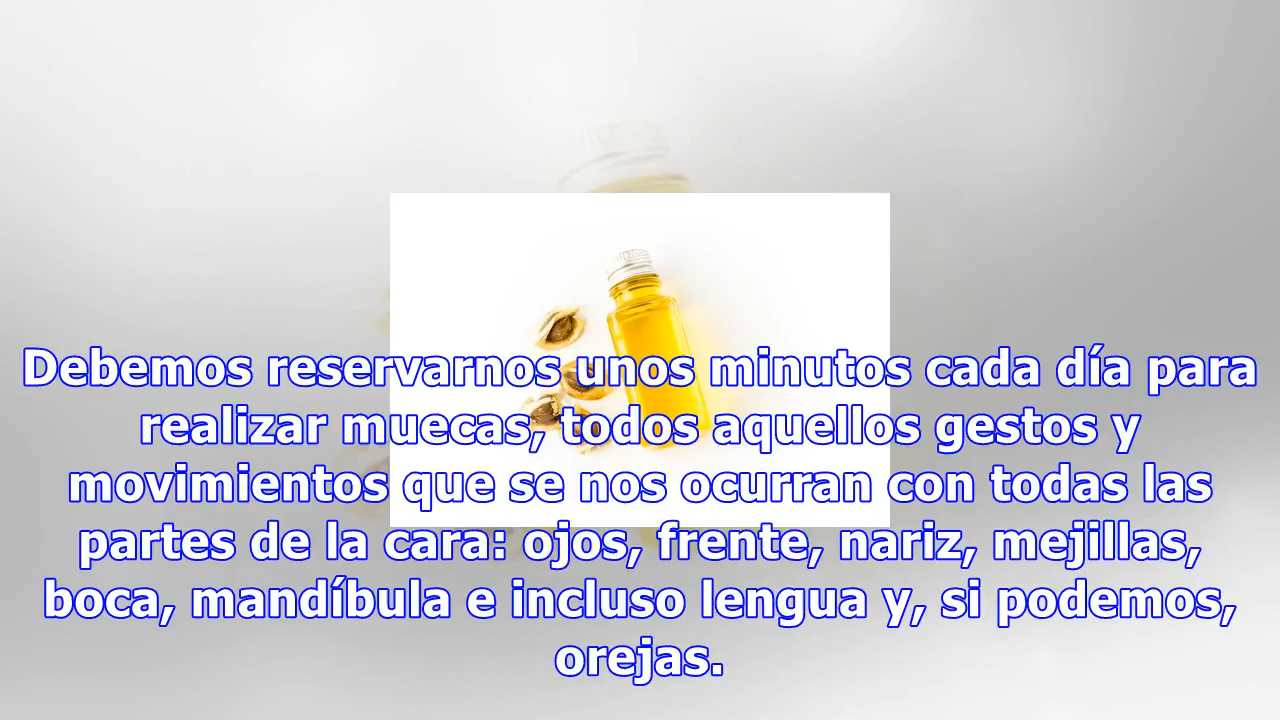 Debemos reservarnos unos minutos cada día para
realizar muecas, todos aquellos gestos y
movimientos que se nos ocurran con todas las
partes de la cara: ojos, frente, nariz, mejillas,
boca, mandíbula e incluso lengua y, si podemos,
orejas.